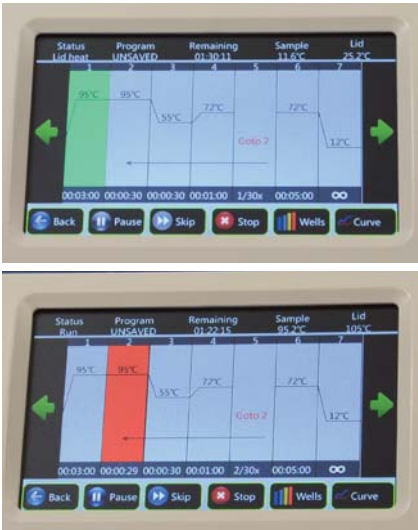 Status Program Remaining Sample Lid
Lid heat UNSAVED 01:30:11 11.6°C 25.2°C
1 2 3 4 5 6 7
95°C 95°C 72°C 72°C
55°C
Goto 2 12°C
00:03:00 00:00:30 00:00:30 00:01:00 1/30x 00:05:00 ∞
Back Pause Skip Stop Wells Curve
Status Program Remaining Sample Lid
Run UNSAVED 01:22:15 95.2°C 105°C
1 2 3 4 5 6 7
95°C 95°C 72°C 72°C
55°C
Goto 2 12°C
00:03:00 00:00:29 00:00:30 00:01:00 2/30x 00:05:00 ∞
Back Pause Skip Stop Wells Curve